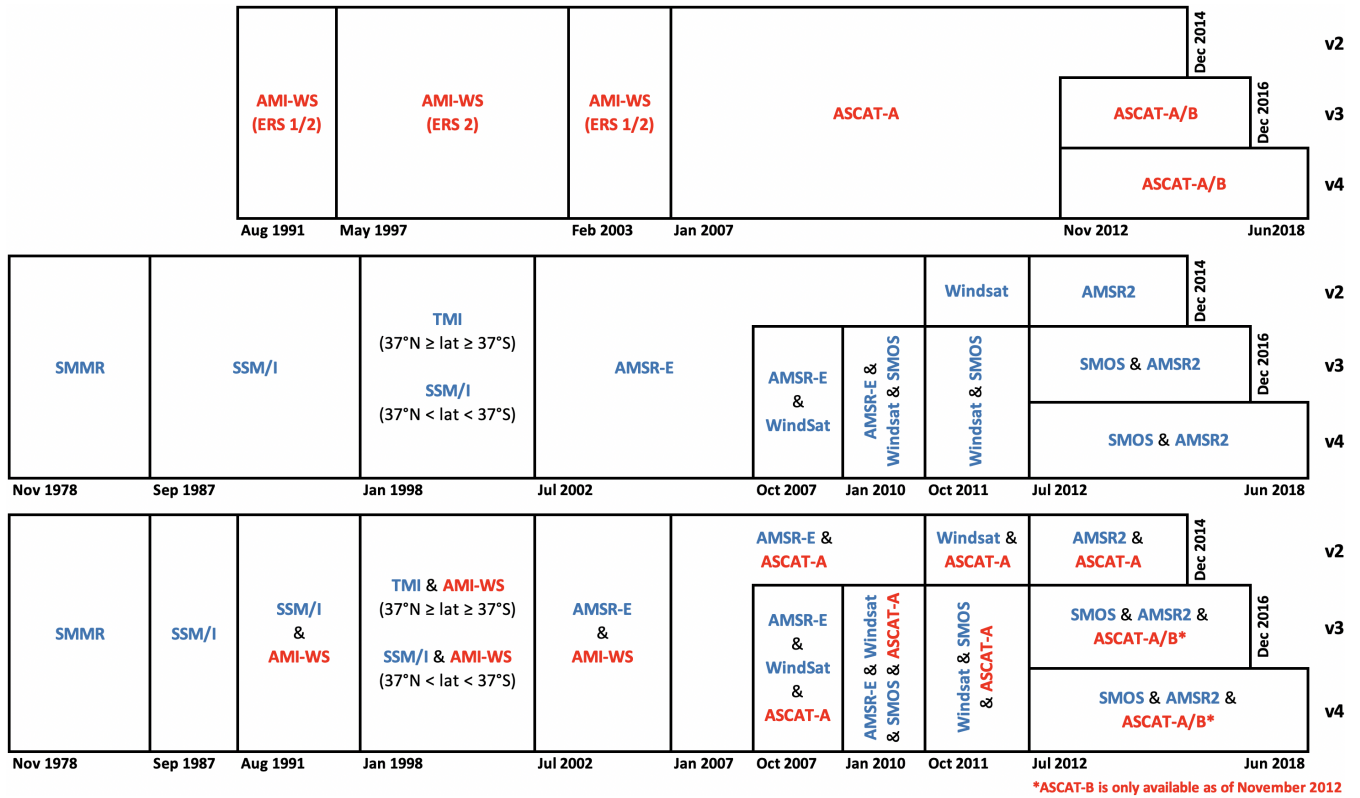 Dec 2014
v2
AMI-WS
(ERS 1/2)
AMI-WS
(ERS 2)
AMI-WS
(ERS 1/2)
ASCAT-A
ASCAT-A/B
Dec 2016
v3
ASCAT-A/B
v4
Aug 1991
May 1997
Feb 2003
Jan 2007
Nov 2012
Jun2018
Windsat
AMSR2
Dec 2014
v2
SMMR
SSM/I
TMI
(37°N ≥ lat ≥ 37°S)
SSM/I
(37°N < lat < 37°S)
AMSR-E
AMSR-E
&
WindSat
AMSR-E &
Windsat & SMOS
Windsat & SMOS
SMOS & AMSR2
Dec 2016
v3
SMOS & AMSR2
v4
Nov 1978
Sep 1987
Jan 1998
Jul 2002
Oct 2007
Jan 2010
Oct 2011
Jul 2012
Jun 2018
AMSR-E &
ASCAT-A
Windsat &
ASCAT-A
AMSR2 &
ASCAT-A
Dec 2014
v2
SMMR
SSM/I
SSM/I
&
AMI-WS
TMI & AMI-WS
(37°N ≥ lat ≥ 37°S)
SSM/I & AMI-WS
(37°N < lat < 37°S)
AMSR-E
&
AMI-WS
AMSR-E
&
WindSat
&
ASCAT-A
AMSR-E & Windsat
& SMOS & ASCAT-A
Windsat & SMOS
& ASCAT-A
SMOS & AMSR2 &
ASCAT-A/B*
Dec 2016
v3
SMOS & AMSR2 &
ASCAT-A/B*
v4
Nov 1978
Sep 1987
Aug 1991
Jan 1998
Jul 2002
Jan 2007
Oct 2007
Jan 2010
Oct 2011
Jul 2012
Jun 2018
*ASCAT-B is only available as of November 2012